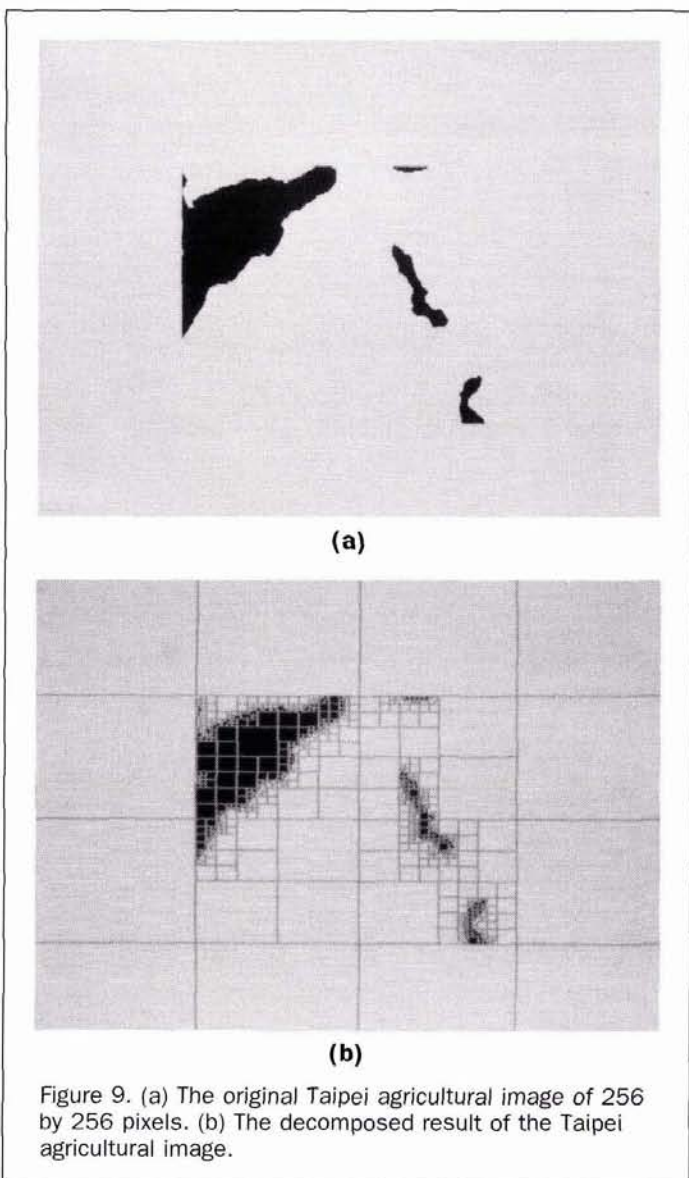 (a)
(b)
Figure 9. (a) The original Taipei agricultural image of 256
by 256 pixels. (b) The decomposed result of the Taipei
agricultural image.